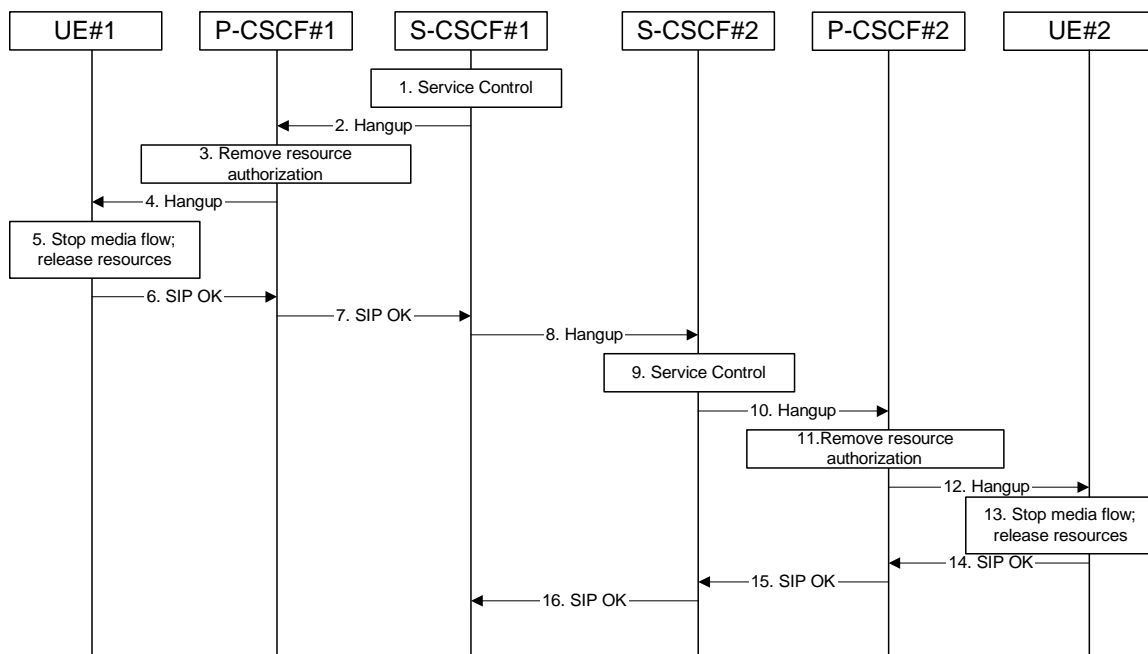 UE#1
P-CSCF#1
S-CSCF#1
S-CSCF#2
P-CSCF#2
UE#2
1. Service Control
2. Hangup
3. Remove resource
authorization
4. Hangup
5. Stop media flow;
release resources
6. SIP OK
7. SIP OK
8. Hangup
9. Service Control
10. Hangup
11.Remove resource
authorization
12. Hangup
13. Stop media flow;
release resources
14. SIP OK
15. SIP OK
16. SIP OK